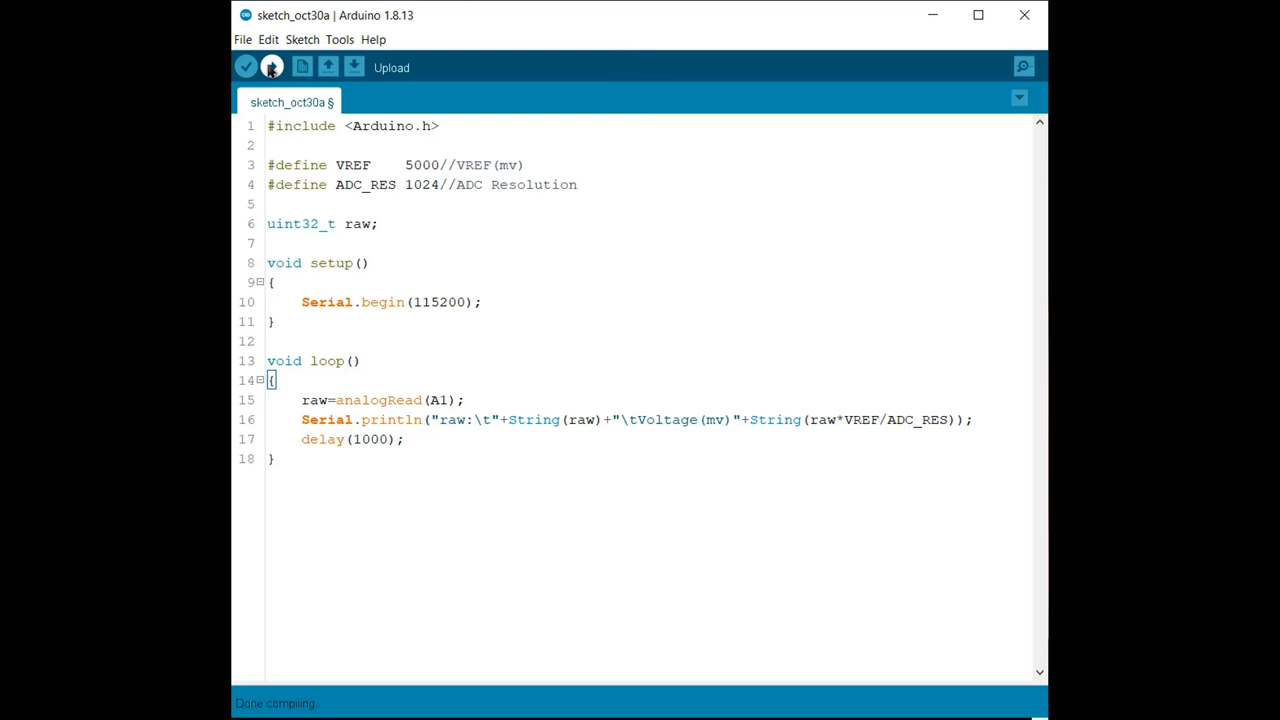 sketch_oct30a | Arduino 1.8.13
File Edit Sketch Tools Help
Upload
sketch_oct30a §
1 #include <Arduino.h>
2
3 #define VREF    5000//VREF(mv)
4 #define ADC_RES 1024//ADC Resolution
5
6 uint32_t raw;
7
8 void setup()
9 {
10     Serial.begin(115200);
11 }
12
13 void loop()
14 {
15     raw=analogRead(A1);
16     Serial.println("raw:\t"+String(raw)+"\tVoltage(mv)"+String(raw*VREF/ADC_RES));
17     delay(1000);
18 }
Done compiling.